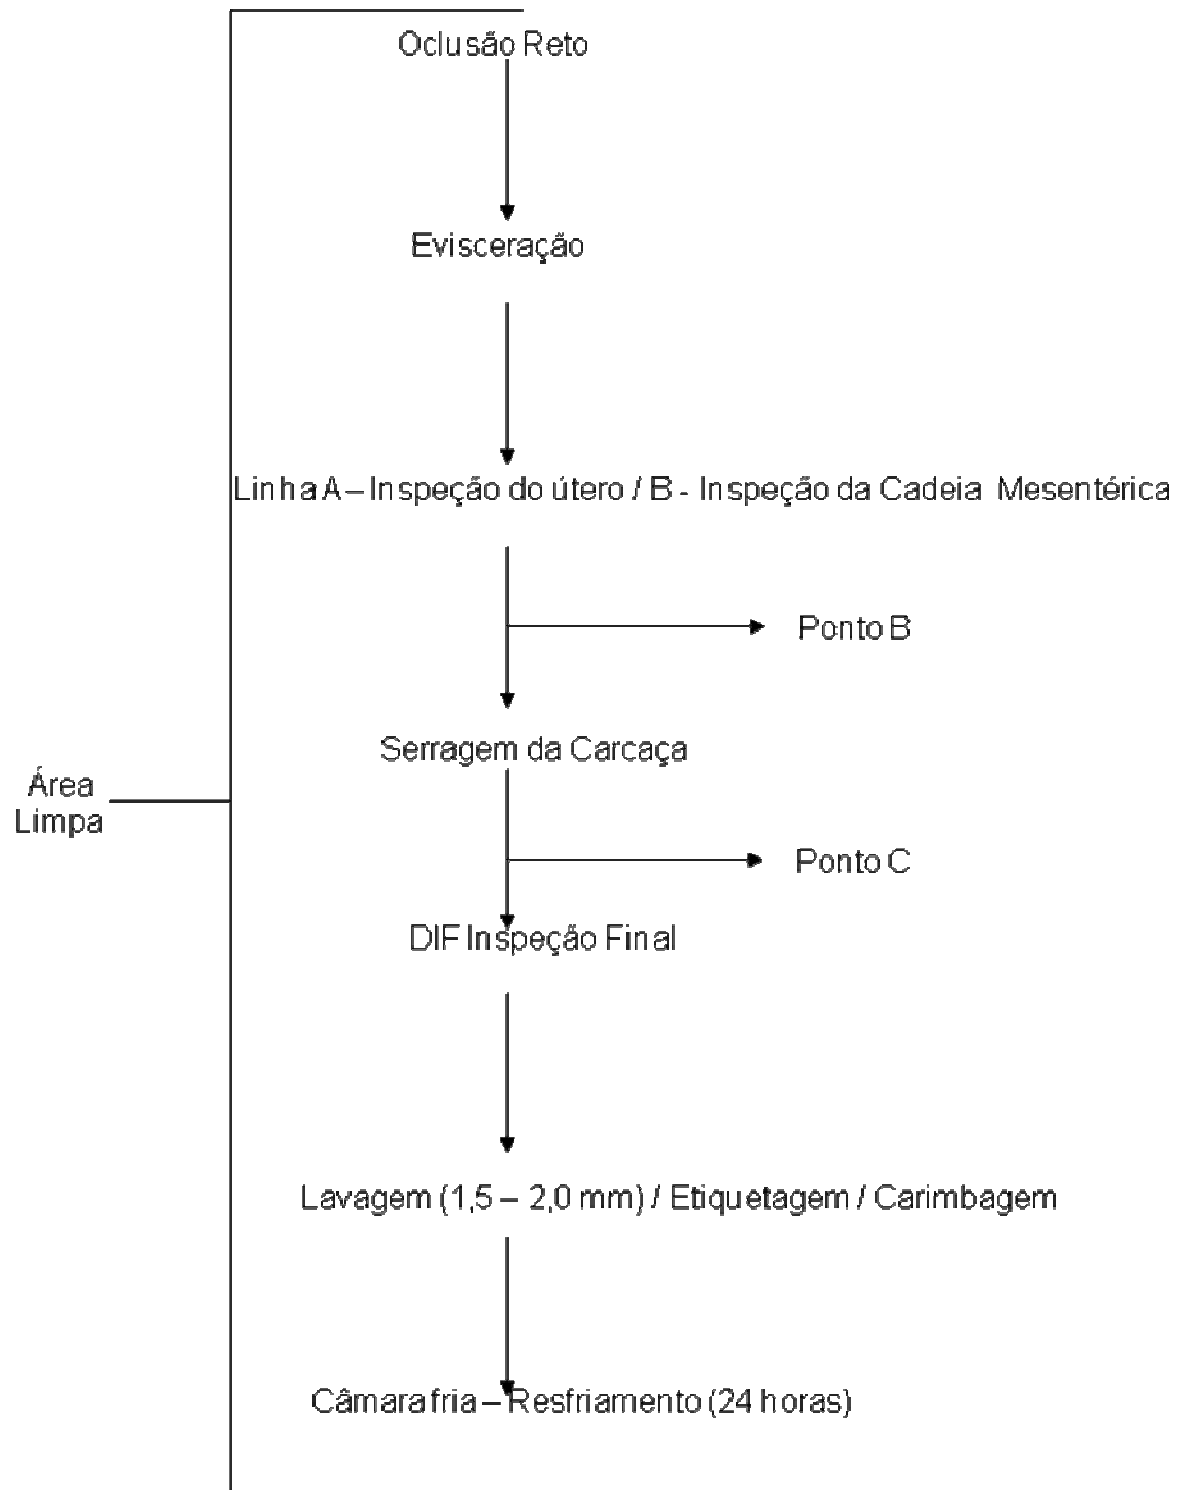 Oclusão Reto
Evisceração
Linha A – Inspeção do útero / B - Inspeção da Cadeia Mesentérica
Ponto B
Serragem da Carcaça
Área
Limpa
Ponto C
DIF Inspeção Final
Lavagem (1,5 – 2,0 mm) / Etiquetagem / Carimbagem
Câmara fria – Resfriamento (24 horas)